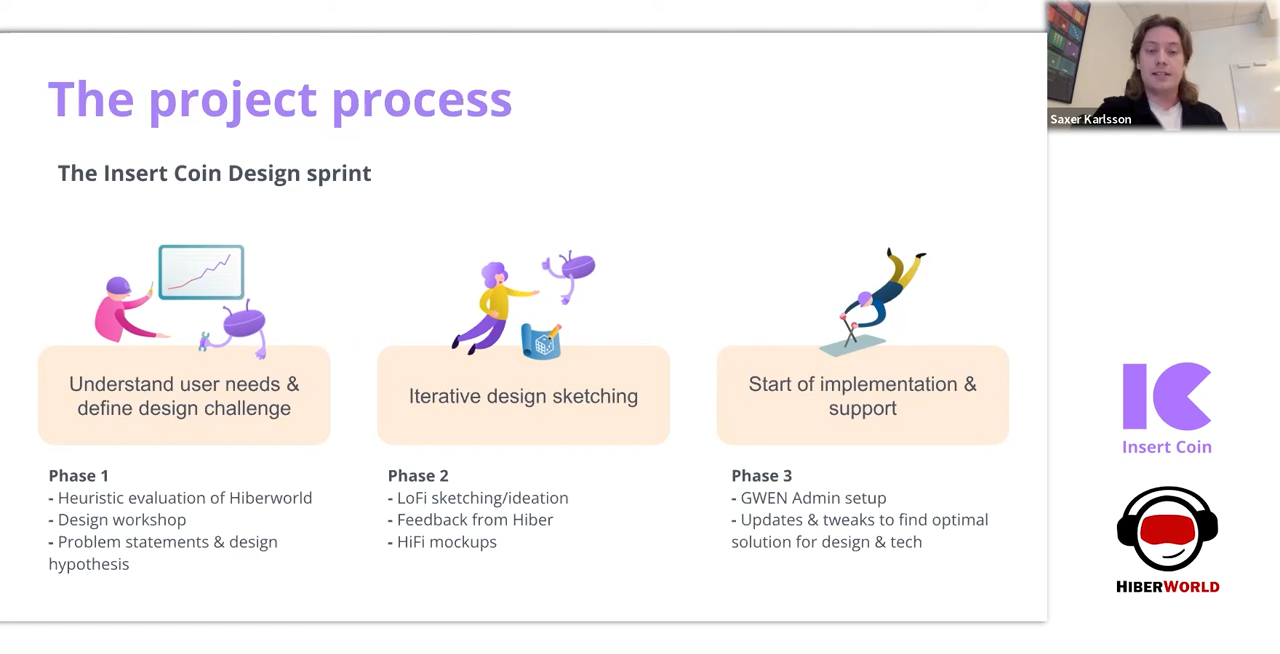 The project process
Saxer Karlsson
The Insert Coin Design sprint
Understand user needs &
define design challenge
Iterative design sketching
Start of implementation &
support
Phase 1
- Heuristic evaluation of Hiberworld
- Design workshop
- Problem statements & design
hypothesis
Phase 2
- LoFi sketching/ideation
- Feedback from Hiber
- HiFi mockups
Phase 3
- GWEN Admin setup
- Updates & tweaks to find optimal
solution for design & tech
IC
Insert Coin
HIBERWORLD